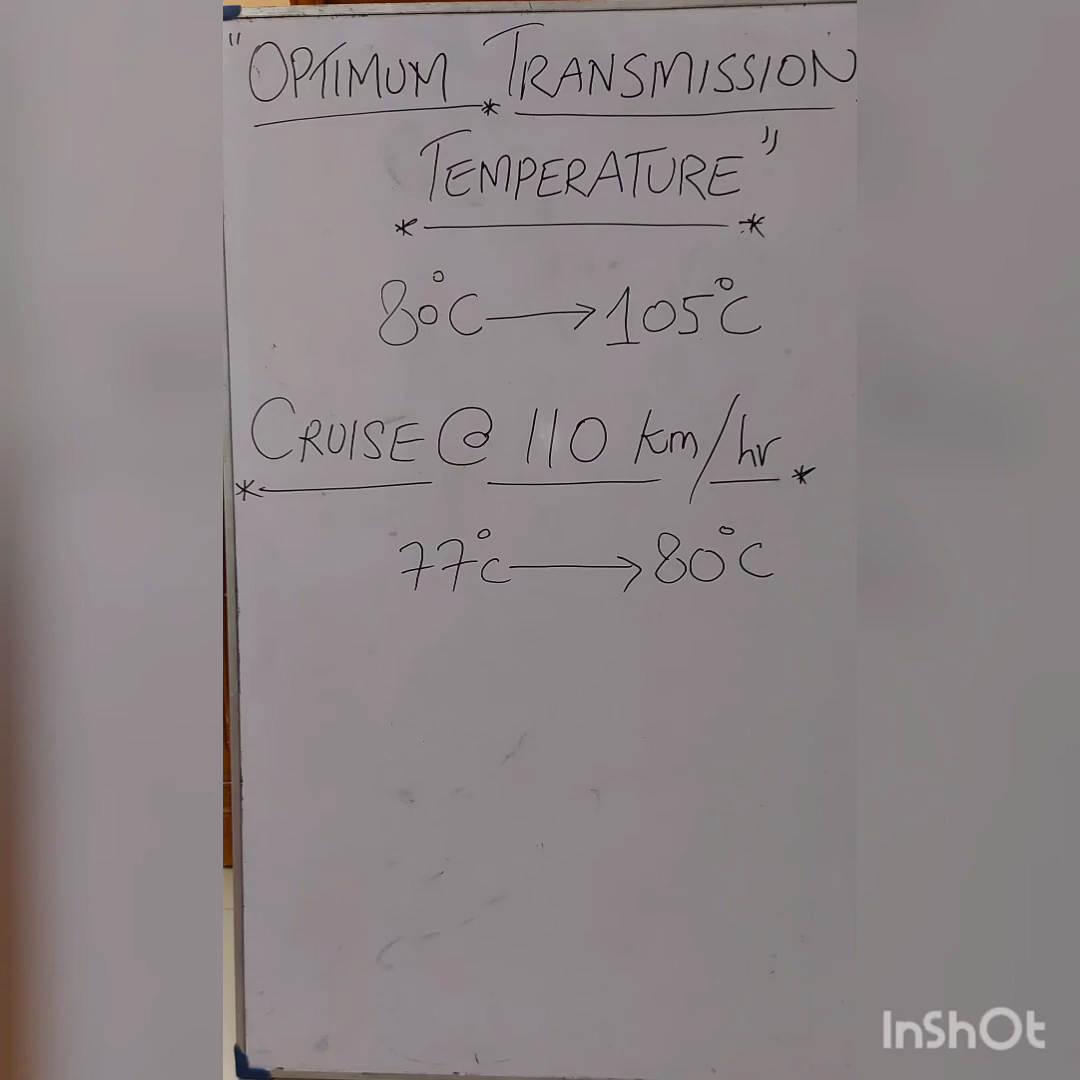 "OPTIMUM TRANSMISSION
TEMPERATURE"
80°C → 105°C
CRUISE @ 110 km/hr
77°C → 80°C
InShOt